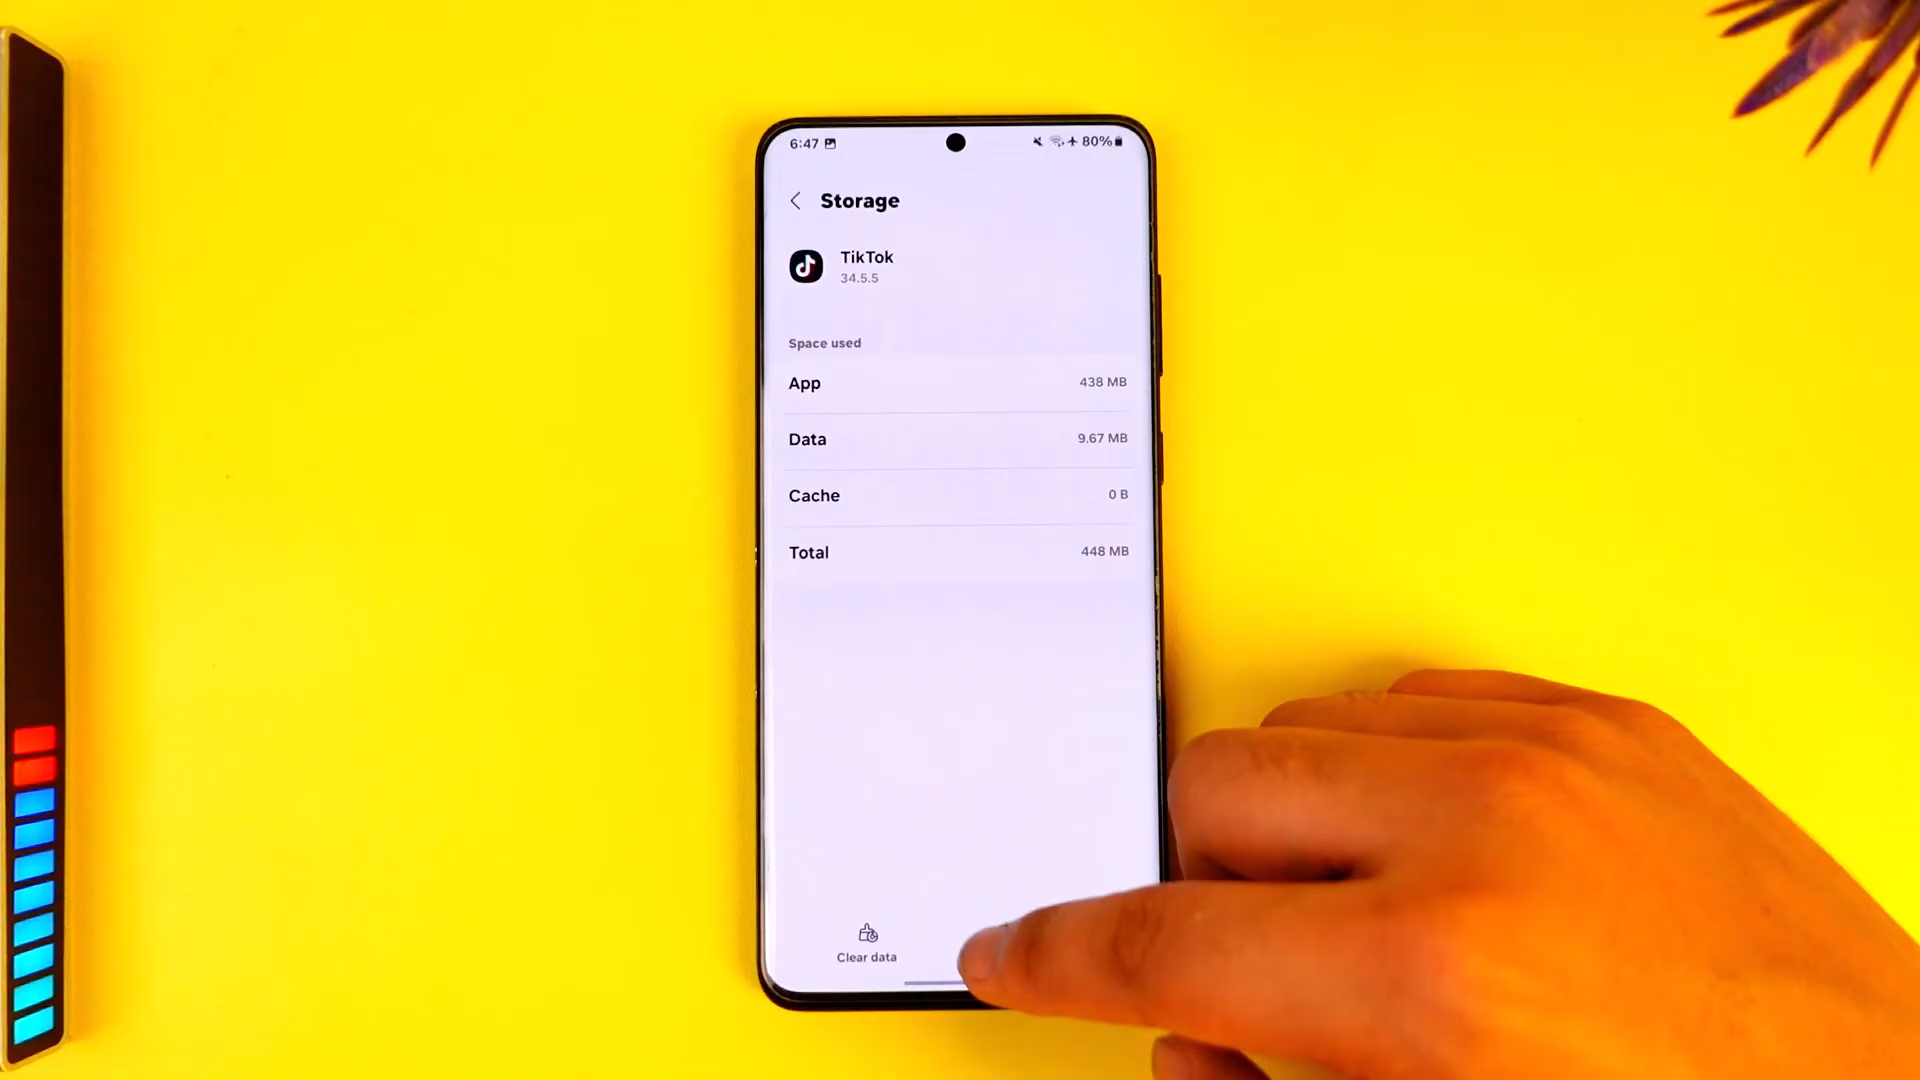 6:47 80%
Storage
TikTok
34.5.5
Space used
App 438 MB
Data 9.67 MB
Cache 0 B
Total 448 MB
Clear data